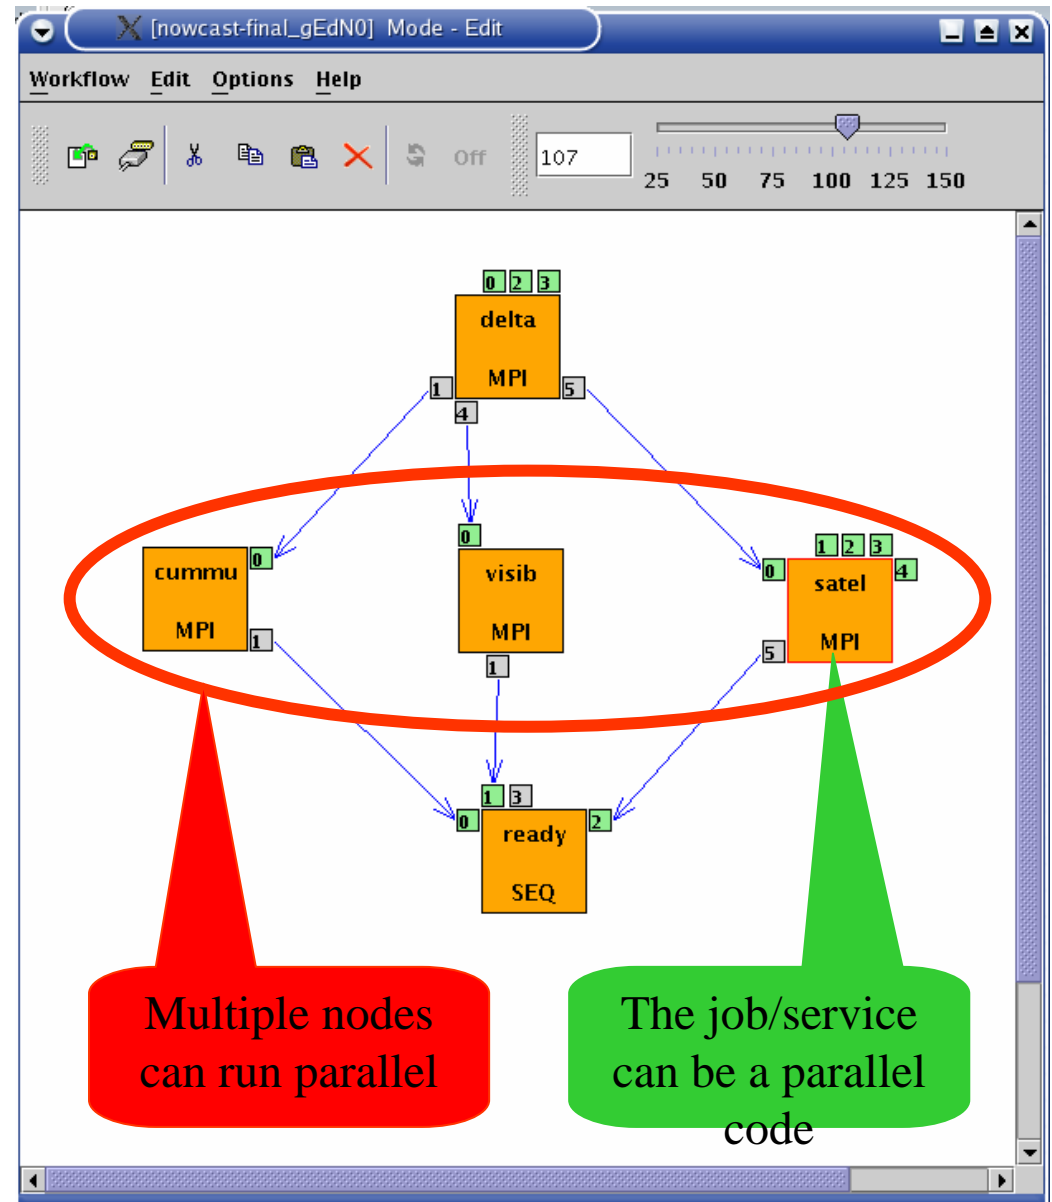 [nowcast-final_gEdN0] Mode - Edit
Workflow Edit Options Help
Off 107
25 50 75 100 125 150
0 2 3
delta
MPI
1 5
4
0
1 2 3
0 0 4
cummu visib satel
MPI MPI MPI
1 1 5
1 3
0 2
ready
SEQ
Multiple nodes
can run parallel
The job/service
can be a parallel
code